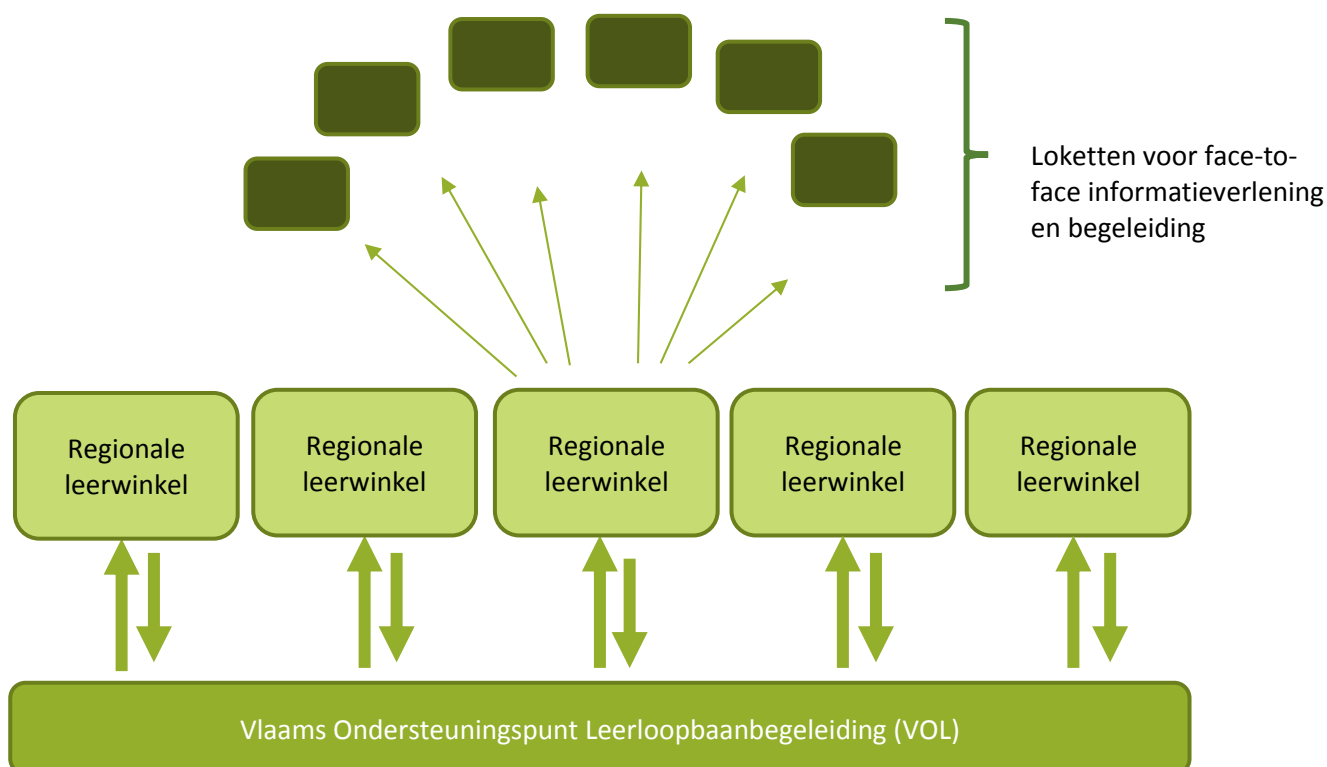 Loketten voor face-to-
face informatieverlening
en begeleiding
Regionale
leerwinkel
Regionale
leerwinkel
Regionale
leerwinkel
Regionale
leerwinkel
Regionale
leerwinkel
Vlaams Ondersteuningspunt Leerloopbaanbegeleiding (VOL)